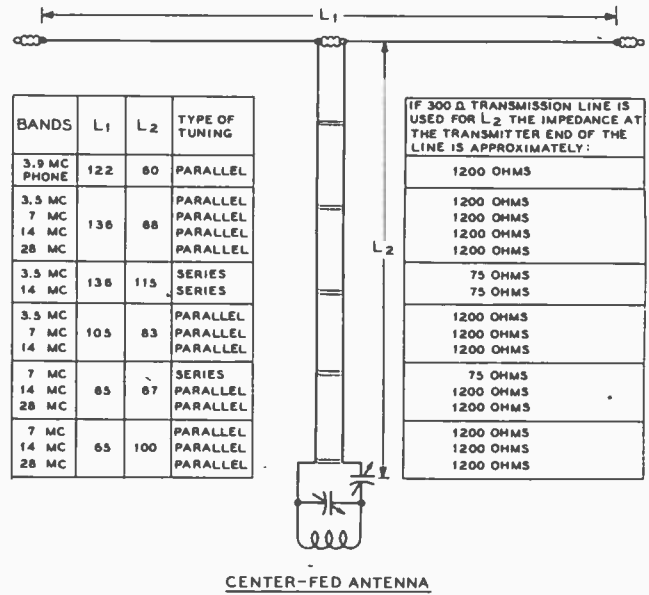 L1
BANDS L1 L2 TYPE OF TUNING
3.9 MC PHONE 122 60 PARALLEL
3.5 MC PARALLEL
7 MC PARALLEL
136 68
14 MC PARALLEL
28 MC PARALLEL
3.5 MC SERIES
136 115
14 MC SERIES
3.5 MC PARALLEL
7 MC 105 83 PARALLEL
14 MC PARALLEL
7 MC SERIES
14 MC 65 67 PARALLEL
28 MC PARALLEL
7 MC PARALLEL
14 MC 65 100 PARALLEL
28 MC PARALLEL
L2
IF 300 Ω TRANSMISSION LINE IS
USED FOR L2 THE IMPEDANCE AT
THE TRANSMITTER END OF THE
LINE IS APPROXIMATELY:
1200 OHMS
1200 OHMS
1200 OHMS
1200 OHMS
1200 OHMS
75 OHMS
75 OHMS
1200 OHMS
1200 OHMS
1200 OHMS
75 OHMS
1200 OHMS
1200 OHMS
1200 OHMS
1200 OHMS
1200 OHMS
CENTER-FED ANTENNA